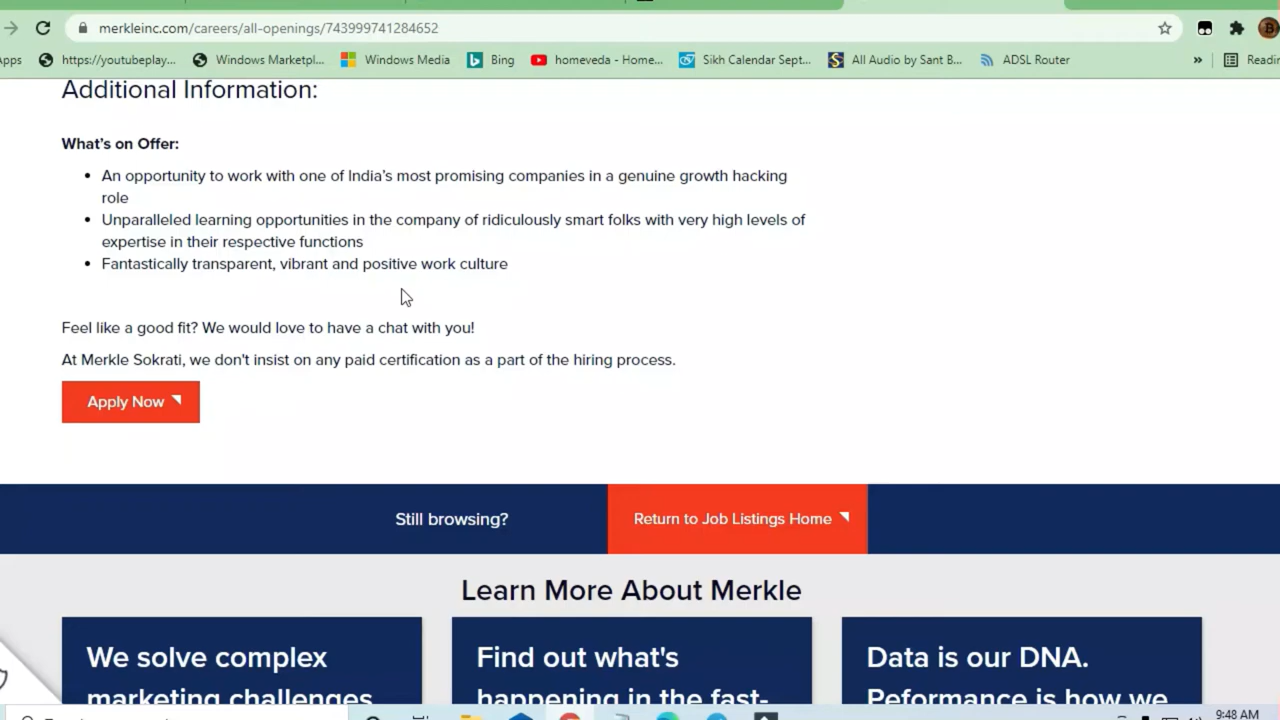 merkleinc.com/careers/all-openings/743999741284652
https://youtubeplay... Windows Marketpl... Windows Media Bing homeveda - Home... Sikh Calendar Sept... All Audio by Sant B... ADSL Router »
Additional Information:
What's on Offer:
• An opportunity to work with one of India's most promising companies in a genuine growth hacking
role
• Unparalleled learning opportunities in the company of ridiculously smart folks with very high levels of
expertise in their respective functions
• Fantastically transparent, vibrant and positive work culture
Feel like a good fit? We would love to have a chat with you!
At Merkle Sokrati, we don't insist on any paid certification as a part of the hiring process.
Apply Now
Still browsing? Return to Job Listings Home
Learn More About Merkle
We solve complex
marketing challenges
Find out what's
happening in the fast-
Data is our DNA.
Peformance is how we
9:48 AM